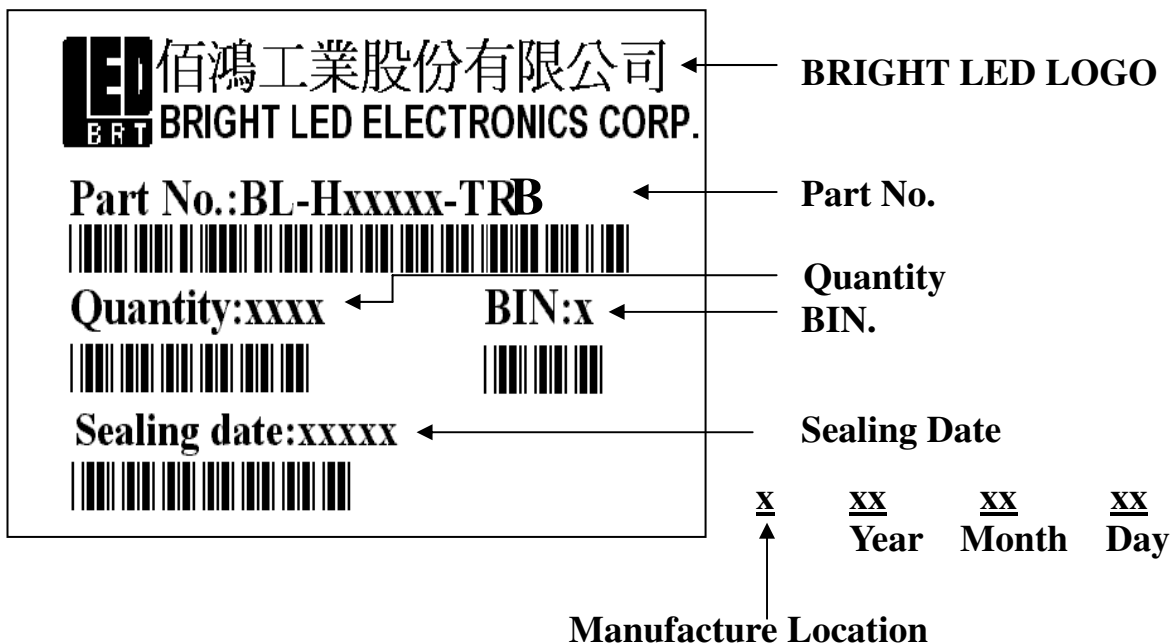 LED 佰鴻工業股份有限公司 BRIGHT LED LOGO
BRT BRIGHT LED ELECTRONICS CORP.
Part No.:BL-Hxxxxx-TRB Part No.
Quantity
Quantity:xxxx BIN:x BIN.
Sealing date:xxxxx Sealing Date
x xx xx xx
Year Month Day
Manufacture Location